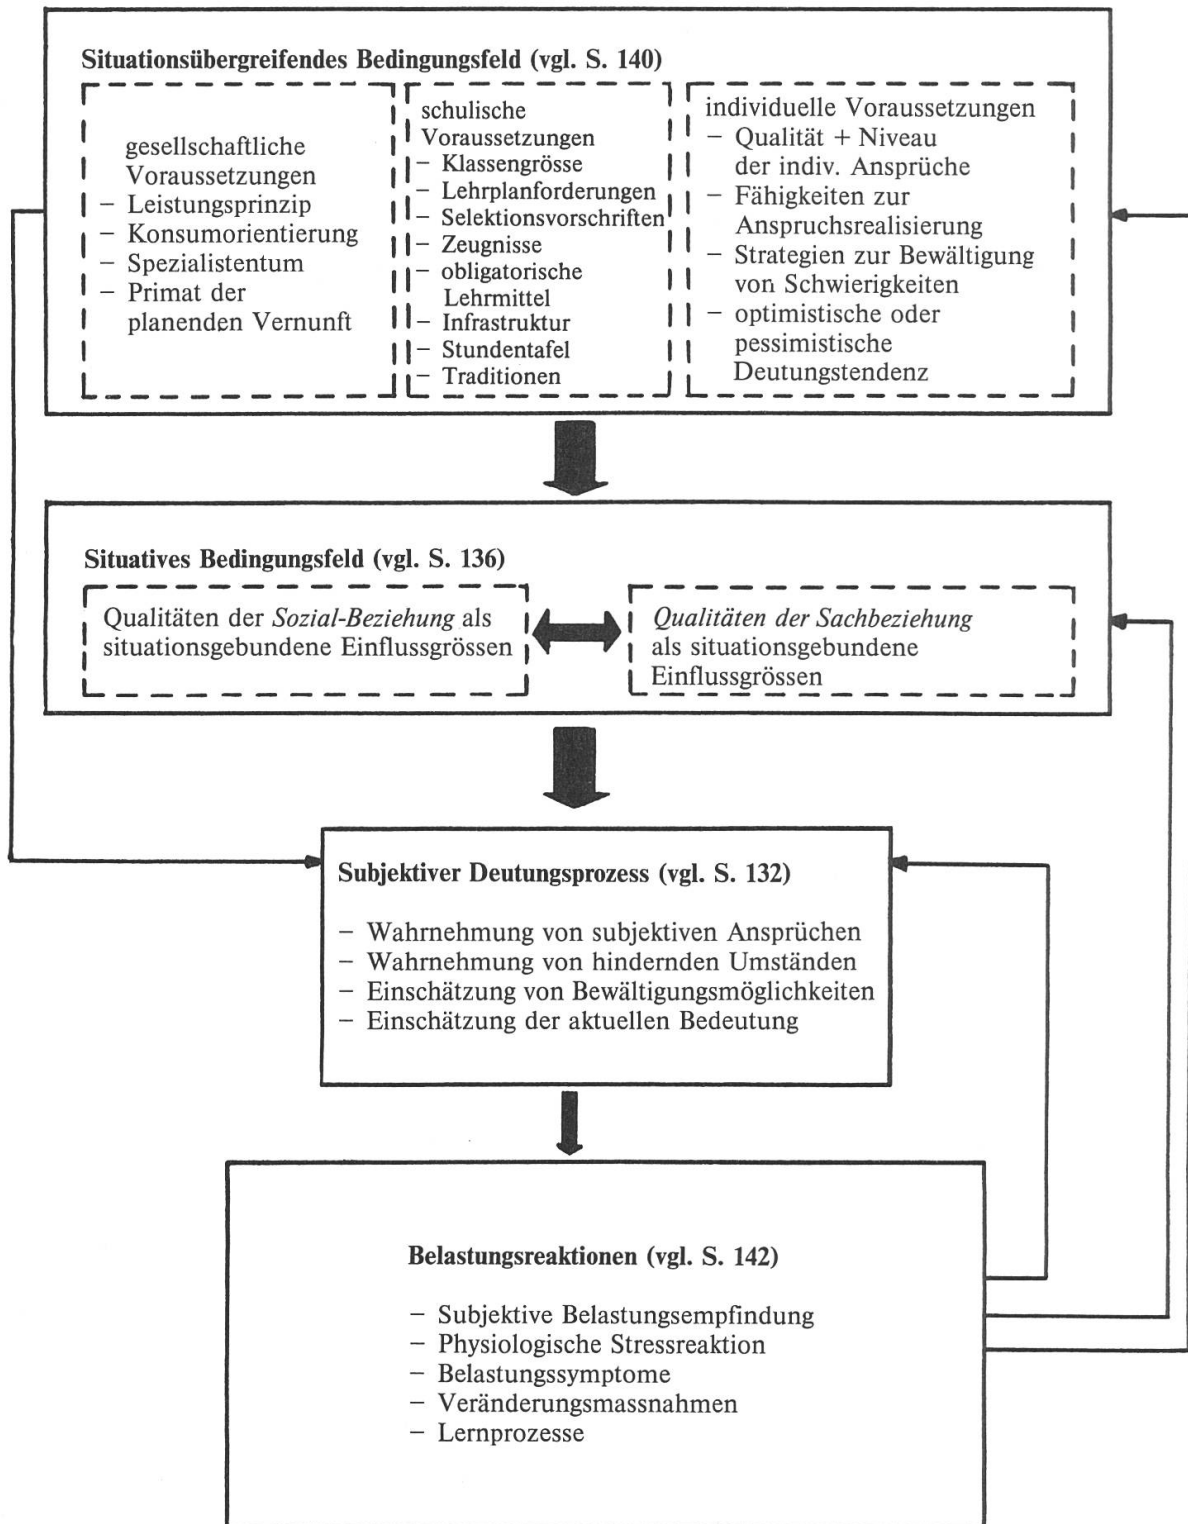 Situationsübergreifendes Bedingungsfeld (vgl. S. 140)
gesellschaftliche
Voraussetzungen
– Leistungsprinzip
– Konsumorientierung
– Spezialistentum
– Primat der
planenden Vernunft
schulische
Voraussetzungen
– Klassengrösse
– Lehrplanforderungen
– Selektionsvorschriften
– Zeugnisse
– obligatorische
Lehrmittel
– Infrastruktur
– Stundentafel
– Traditionen
individuelle Voraussetzungen
– Qualität + Niveau
der indiv. Ansprüche
– Fähigkeiten zur
Anspruchsrealisierung
– Strategien zur Bewältigung
von Schwierigkeiten
– optimistische oder
pessimistische
Deutungstendenz
Situatives Bedingungsfeld (vgl. S. 136)
Qualitäten der Sozial-Beziehung als
situationsgebundene Einflussgrössen
Qualitäten der Sachbeziehung
als situationsgebundene
Einflussgrössen
Subjektiver Deutungsprozess (vgl. S. 132)
– Wahrnehmung von subjektiven Ansprüchen
– Wahrnehmung von hindernden Umständen
– Einschätzung von Bewältigungsmöglichkeiten
– Einschätzung der aktuellen Bedeutung
Belastungsreaktionen (vgl. S. 142)
– Subjektive Belastungsempfindung
– Physiologische Stressreaktion
– Belastungssymptome
– Veränderungsmassnahmen
– Lernprozesse